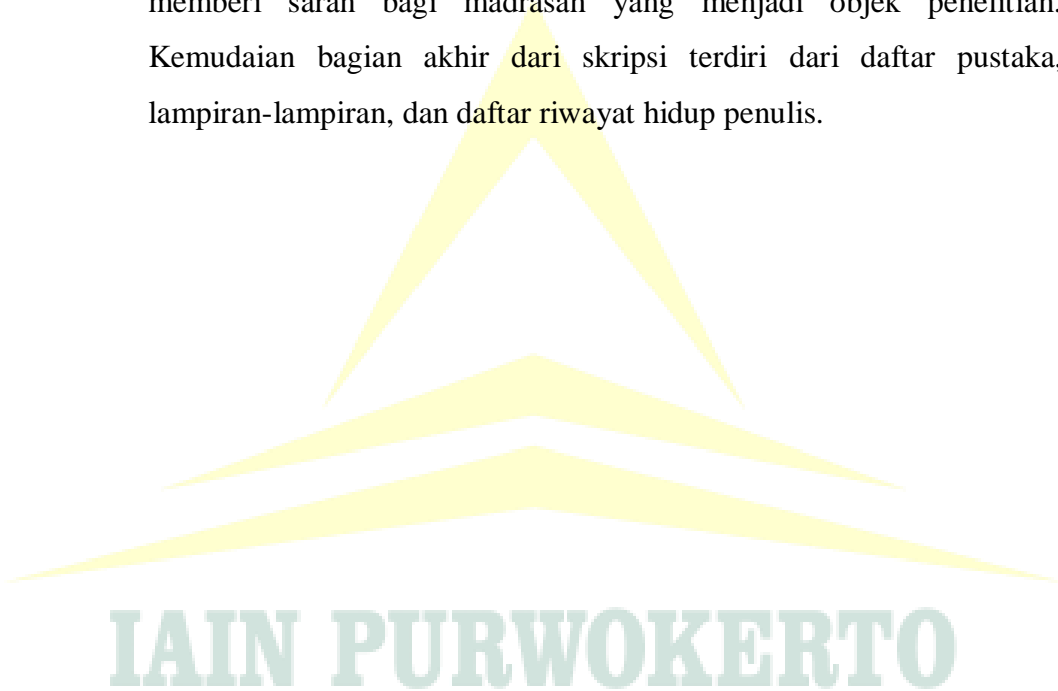 memberi saran bagi madrasah yang menjadi objek penelitian.
Kemudaian bagian akhir dari skripsi terdiri dari daftar pustaka,
lampiran-lampiran, dan daftar riwayat hidup penulis.
IAIN PURWOKERTO